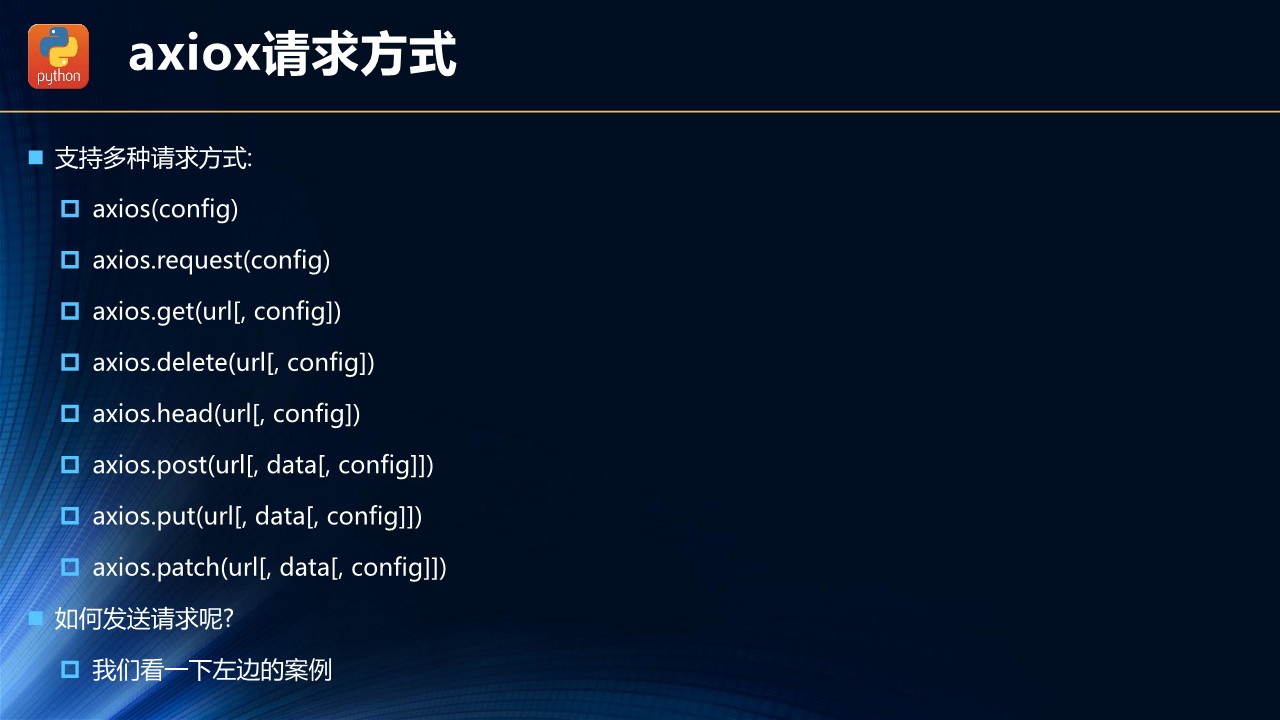 python
axiox请求方式
支持多种请求方式:
axios(config)
axios.request(config)
axios.get(url[, config])
axios.delete(url[, config])
axios.head(url[, config])
axios.post(url[, data[, config]])
axios.put(url[, data[, config]])
axios.patch(url[, data[, config]])
如何发送请求呢?
我们看一下左边的案例